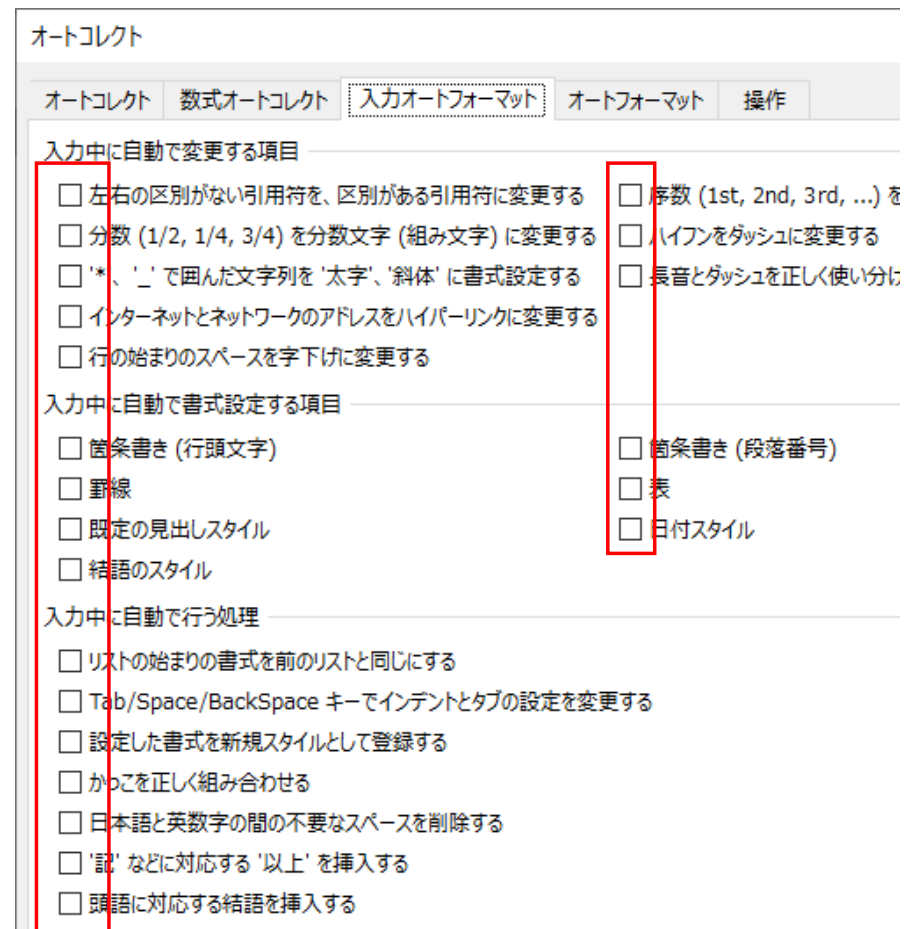 オートコレクト
オートコレクト 数式オートコレクト 入力オートフォーマット オートフォーマット 操作
入力中に自動で変更する項目
左右の区別がない引用符を、区別がある引用符に変更する 序数 (1st, 2nd, 3rd, ...) を
分数 (1/2, 1/4, 3/4) を分数文字 (組み文字) に変更する ハイフンをダッシュに変更する
'*'、'_' で囲んだ文字列を '太字'、'斜体' に書式設定する 長音とダッシュを正しく使い分け
インターネットとネットワークのアドレスをハイパーリンクに変更する
行の始まりのスペースを字下げに変更する
入力中に自動で書式設定する項目
箇条書き (行頭文字) 箇条書き (段落番号)
罫線 表
既定の見出しスタイル 日付スタイル
結語のスタイル
入力中に自動で行う処理
リストの始まりの書式を前のリストと同じにする
Tab/Space/BackSpace キーでインデントとタブの設定を変更する
設定した書式を新規スタイルとして登録する
かっこを正しく組み合わせる
日本語と英数字の間の不要なスペースを削除する
'記' などに対応する '以上' を挿入する
頭語に対応する結語を挿入する